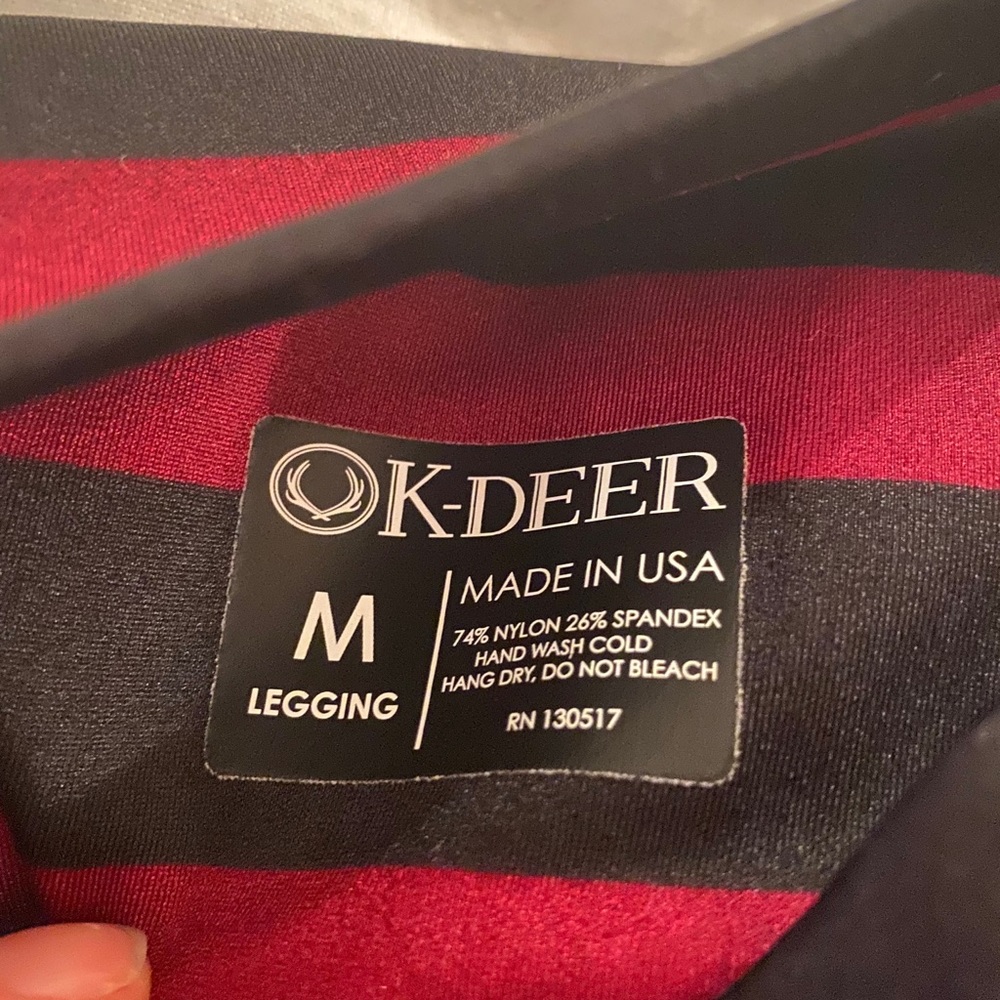 K-DEER
M
LEGGING
MADE IN USA
74% NYLON 26% SPANDEX
HAND WASH COLD
HANG DRY, DO NOT BLEACH
RN 130517